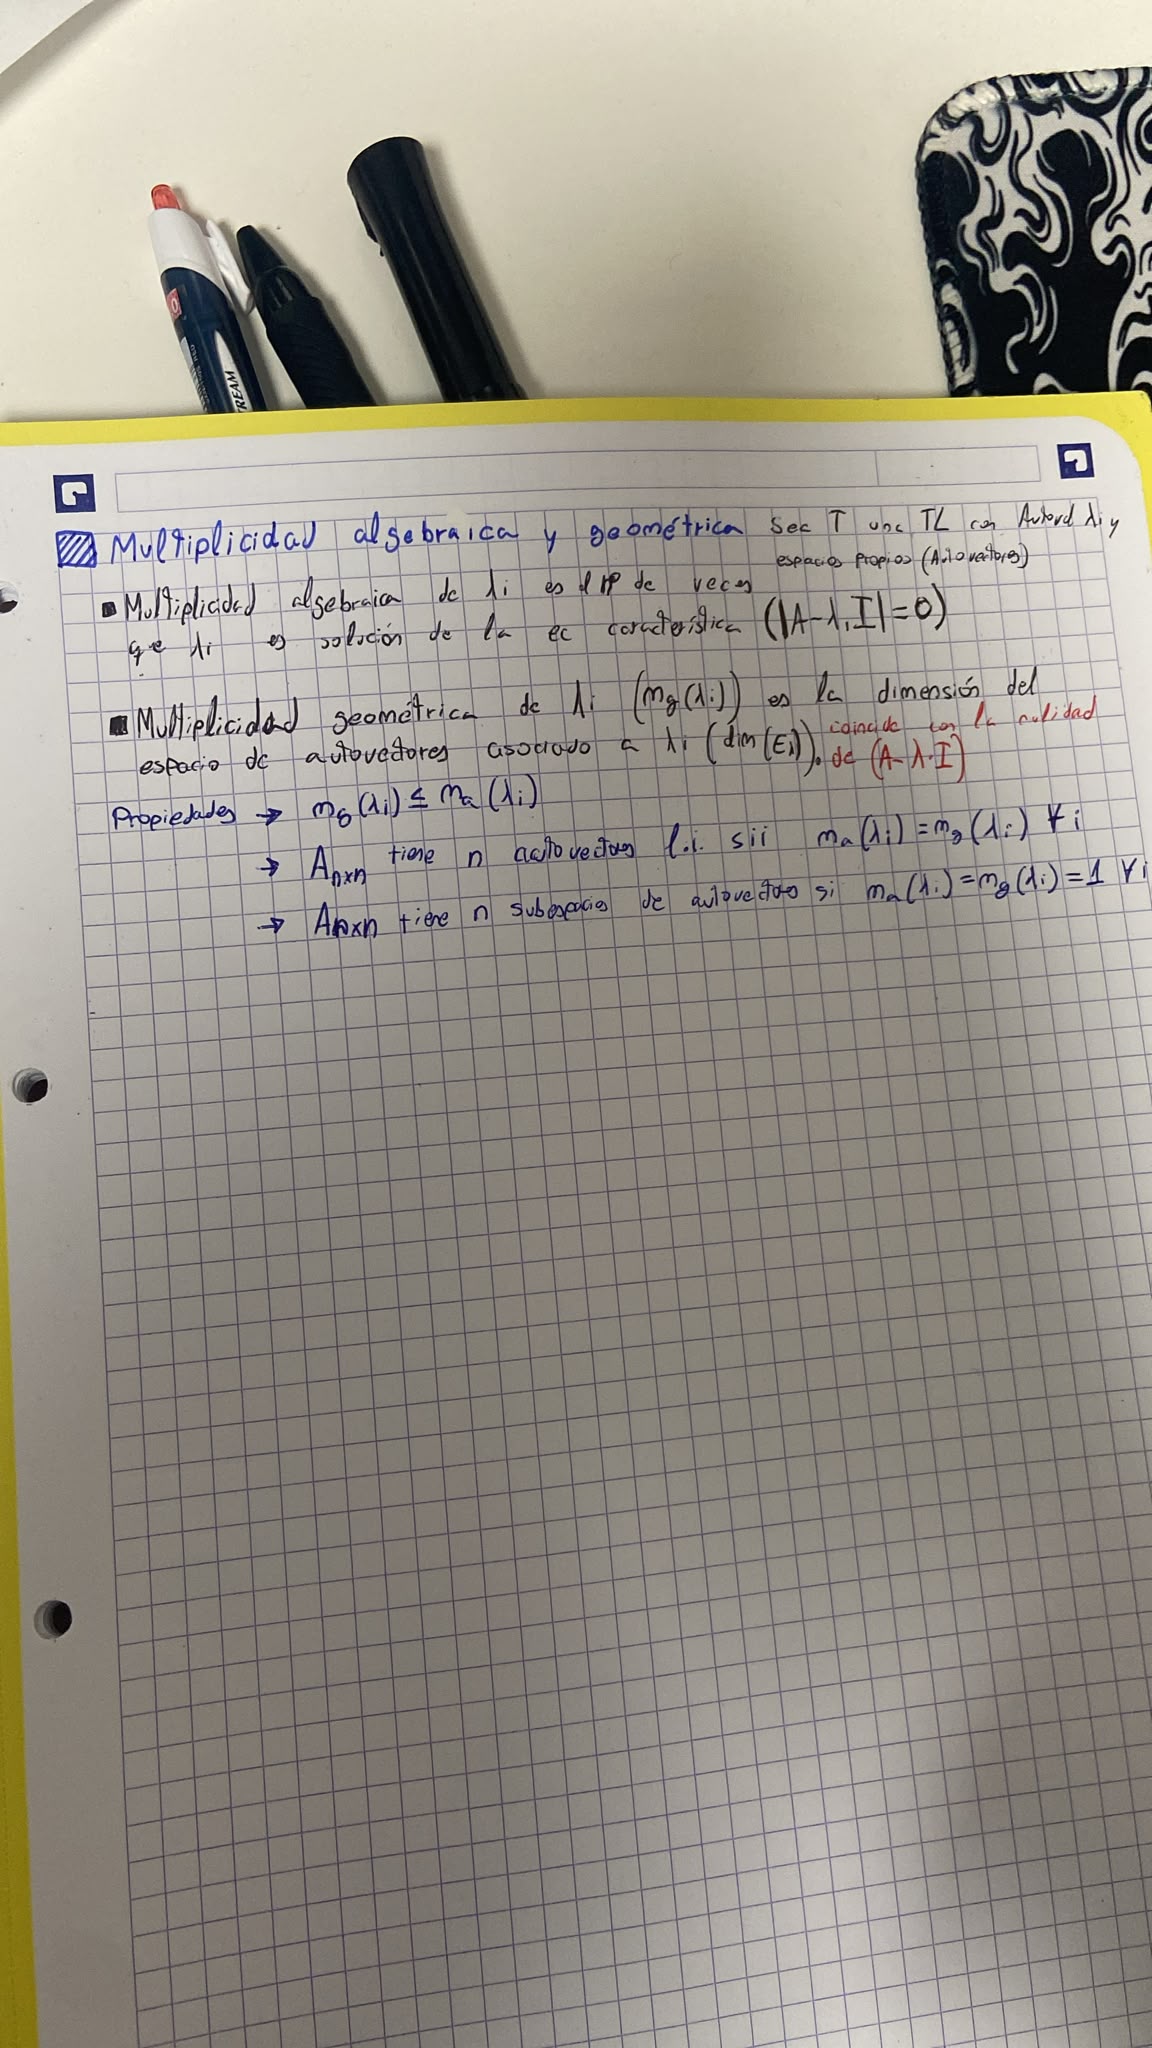 Multiplicidad algebraica y geométrica Sea T una TL con Autoval λi y
espacios propios (Autovectores)
Multiplicidad algebraica de λi es el nº de veces
que λi es solución de la ec característica (|A-λ,I|=0)
Multiplicidad geométrica de λi (mg(λi)) es la dimensión del
espacio de autovectores asociado a λi (dim(Ei)). coincide con la nulidad
de (A-λ·I)
Propiedades → mg(λi) ≤ ma(λi)
→ Anxn tiene n autovectores l.i. sii ma(λi)=mg(λi) ∀i
→ Anxn tiene n subespacios de autovectores si ma(λi)=mg(λi)=1 ∀i